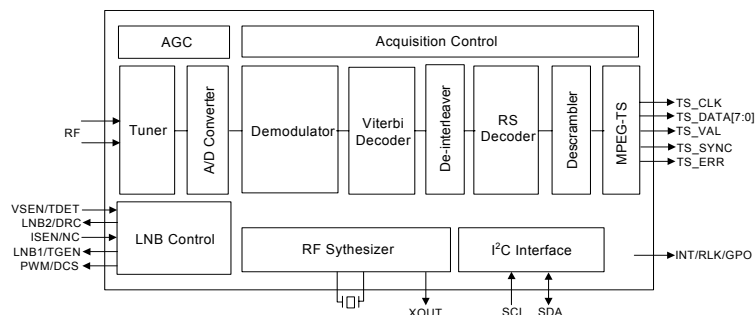 AGC
Acquisition Control
RF
Tuner
A/D Converter
Demodulator
Viterbi
Decoder
De-interleaver
RS
Decoder
Descrambler
MPEG-TS
TS_CLK
TS_DATA[7:0]
TS_VAL
TS_SYNC
TS_ERR
VSEN/TDET
LNB2/DRC
ISEN/NC
LNB1/TGEN
PWM/DCS
LNB Control
RF Sythesizer
I²C Interface
INT/RLK/GPO
XOUT
SCL
SDA